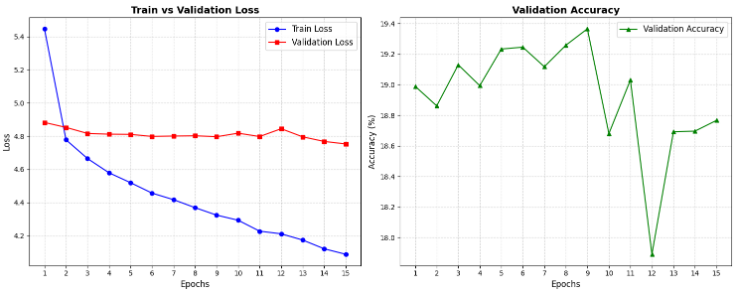 Train vs Validation Loss
Train Loss
Validation Loss
Loss
5.4
5.2
5.0
4.8
4.6
4.4
4.2
1 2 3 4 5 6 7 8 9 10 11 12 13 14 15
Epochs
Validation Accuracy
Validation Accuracy
Accuracy (%)
19.4
19.2
19.0
18.8
18.6
18.4
18.2
18.0
1 2 3 4 5 6 7 8 9 10 11 12 13 14 15
Epochs